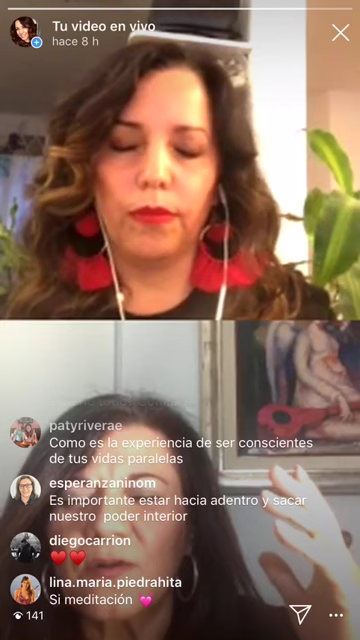 Tu video en vivo
hace 8 h
patyriverae
Como es la experiencia de ser conscientes
de tus vidas paralelas
esperanzaninom
Es importante estar hacia adentro y sacar
nuestro poder interior
diegocarrion
❤️❤️
lina.maria.piedrahita
Si meditación 💓
141